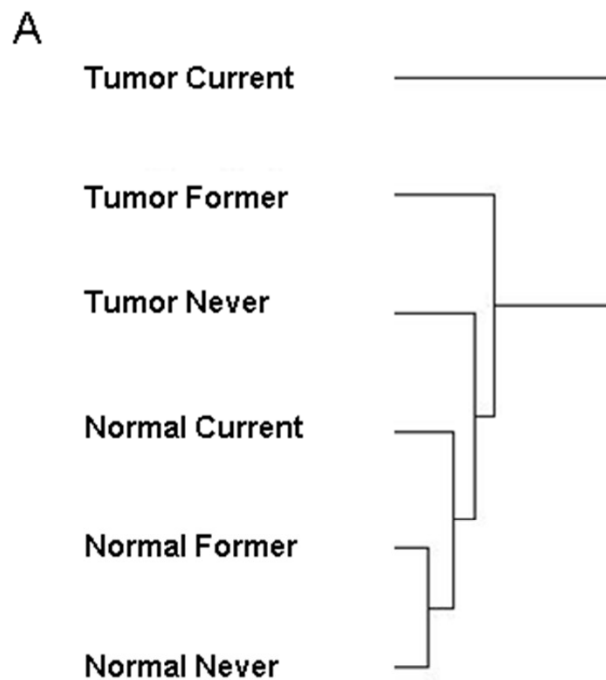 A
Tumor Current
Tumor Former
Tumor Never
Normal Current
Normal Former
Normal Never